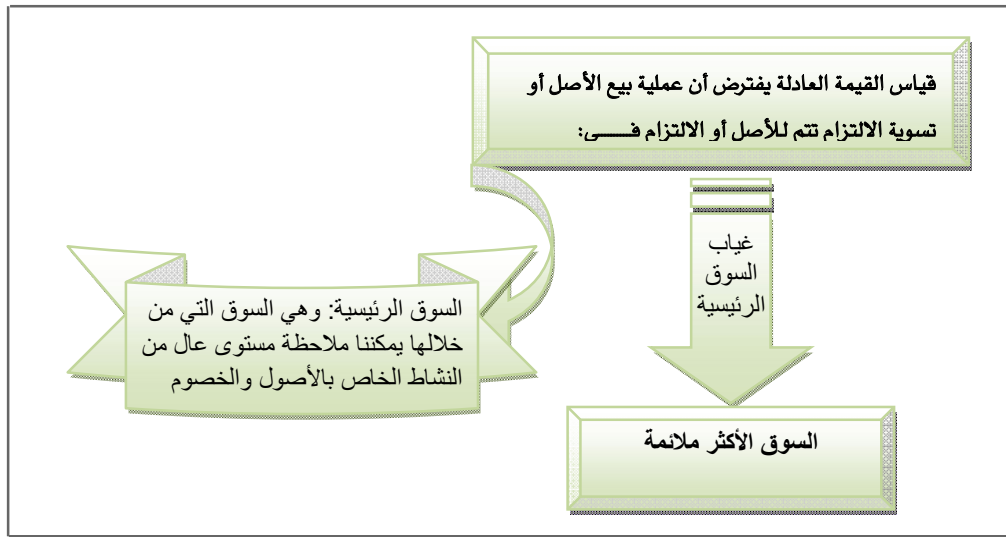 قياس القيمة العادلة يفترض أن عملية بيع الأصل أو
تسوية الالتزام تتم للأصل أو الالتزام فـــــي:
غياب
السوق
الرئيسية
السوق الرئيسية: وهي السوق التي من
خلالها يمكننا ملاحظة مستوى عال من
النشاط الخاص بالأصول والخصوم
السوق الأكثر ملائمة